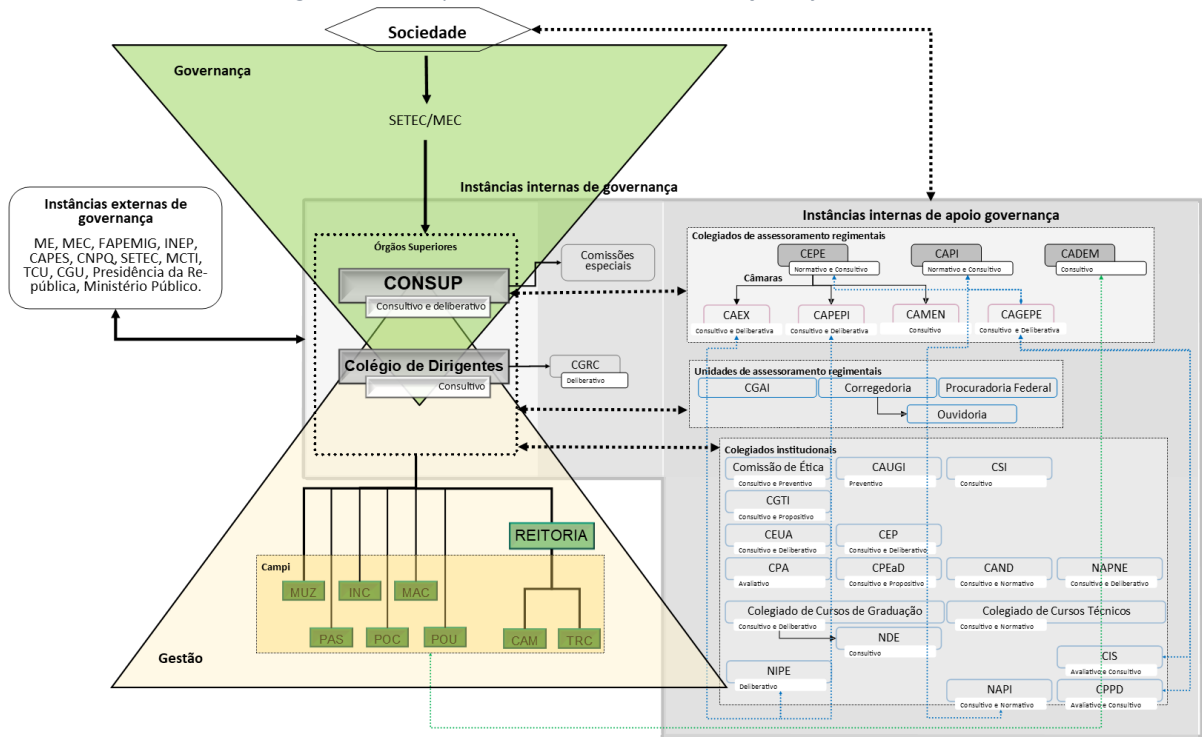 Sociedade
Governança
SETEC/MEC
Instâncias internas de governança
Instâncias externas de
governança
ME, MEC, FAPEMIG, INEP,
CAPES, CNPQ, SETEC, MCTI,
TCU, CGU, Presidência da Re-
pública, Ministério Público.
Órgãos Superiores
CONSUP
Consultivo e deliberativo
Colégio de Dirigentes
Consultivo
Comissões
especiais
CGRC
Deliberativo
Instâncias internas de apoio governança
Colegiados de assessoramento regimentais
CEPE
Normativo e Consultivo
CAPI
Normativo e Consultivo
CADEM
Consultivo
Câmaras
CAEX
Consultivo e Deliberativa
CAPEPI
Consultivo e Deliberativa
CAMEN
Consultivo
CAGEPE
Consultivo e Deliberativa
Unidades de assessoramento regimentais
CGAI
Corregedoria
Procuradoria Federal
Ouvidoria
Colegiados institucionais
Comissão de Ética
Consultivo e Preventivo
CAUGI
Preventivo
CSI
Consultivo
CGTI
Consultivo e Propositivo
CEUA
Consultivo e Deliberativo
CEP
Consultivo e Deliberativo
CPA
Avaliativo
CPEaD
Consultivo e Propositivo
CAND
Consultivo e Normativo
NAPNE
Consultivo e Deliberativo
Colegiado de Cursos de Graduação
Consultivo e Deliberativo
Colegiado de Cursos Técnicos
Consultivo e Normativo
NDE
Consultivo
CIS
Avaliativo e Consultivo
NIPE
Deliberativo
NAPI
Consultivo e Normativo
CPPD
Avaliativo e Consultivo
REITORIA
Campi
MUZ
INC
MAC
PAS
POC
POU
CAM
TRC
Gestão